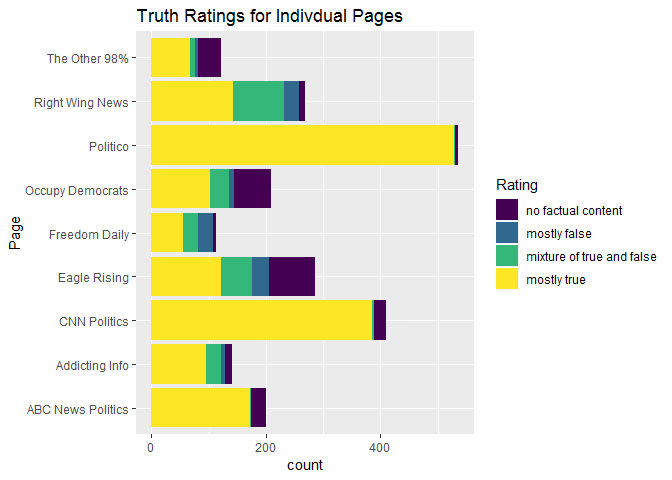 Truth Ratings for Indivdual Pages
The Other 98%
Right Wing News
Politico
Occupy Democrats
Freedom Daily
Eagle Rising
CNN Politics
Addicting Info
ABC News Politics
Page
0 200 400
count
Rating
no factual content
mostly false
mixture of true and false
mostly true